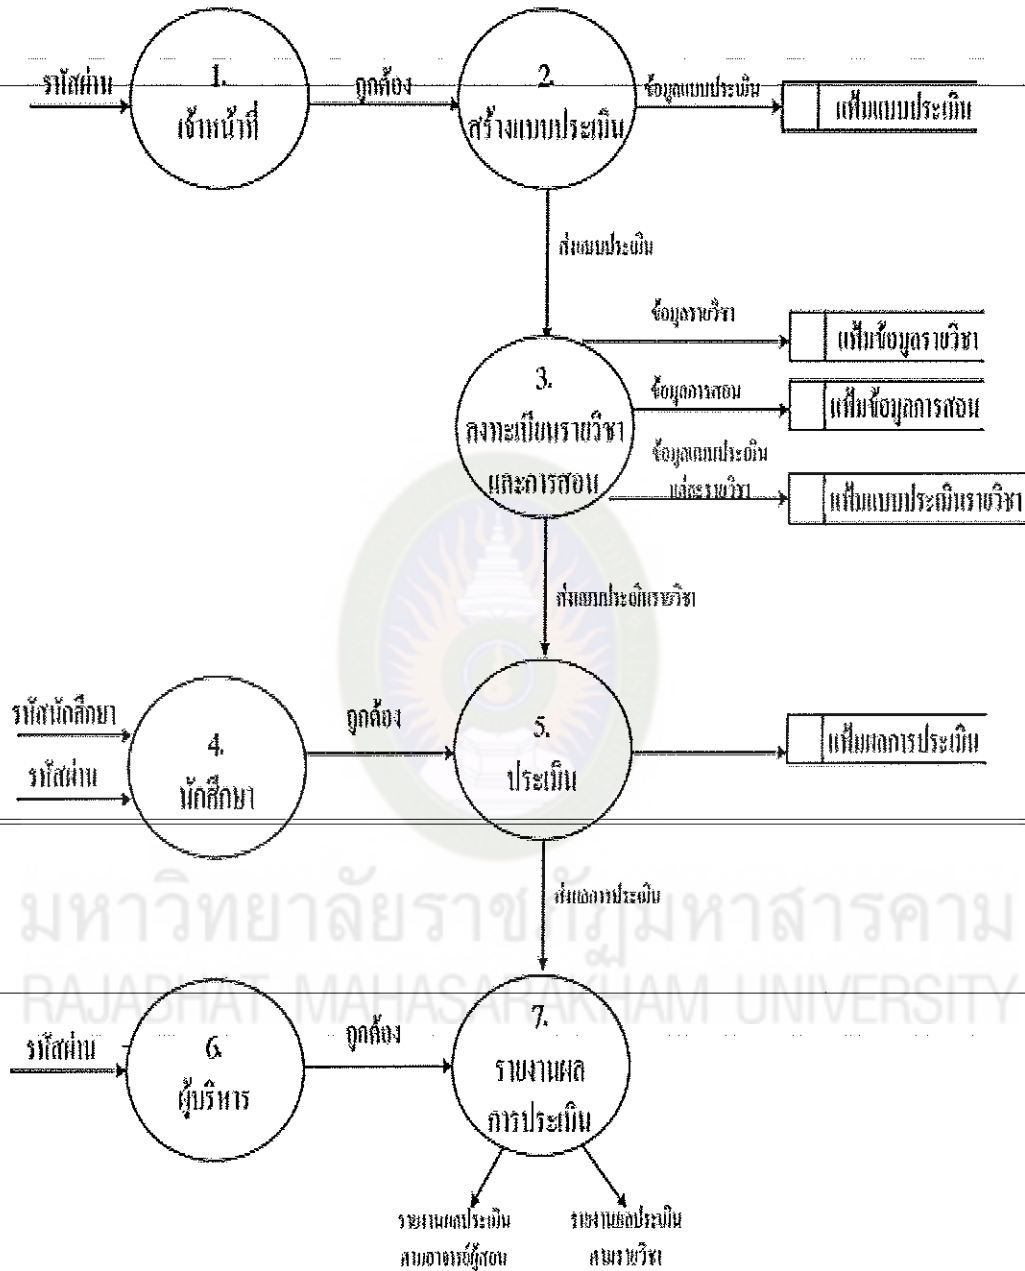 รหัสผ่าน
1.
เจ้าหน้าที่
ถูกต้อง
2.
สร้างแบบประเมิน
ข้อมูลแบบประเมิน
แฟ้มแบบประเมิน
ส่งแบบประเมิน
ข้อมูลรายวิชา
แฟ้มข้อมูลรายวิชา
3.
ลงทะเบียนรายวิชา
และการสอน
ข้อมูลการสอน
แฟ้มข้อมูลการสอน
ข้อมูลแบบประเมิน
แต่ละรายวิชา
แฟ้มแบบประเมินรายวิชา
ส่งแบบประเมินรายวิชา
รหัสนักศึกษา
รหัสผ่าน
4.
นักศึกษา
ถูกต้อง
5.
ประเมิน
แฟ้มผลการประเมิน
ส่งผลการประเมิน
มหาวิทยาลัยราชภัฏมหาสารคาม
RAJABHAT MAHASARAKHAM UNIVERSITY
รหัสผ่าน
6.
ผู้บริหาร
ถูกต้อง
7.
รายงานผล
การประเมิน
รายงานผลประเมิน
ตามอาจารย์ผู้สอน
รายงานผลประเมิน
ตามรายวิชา